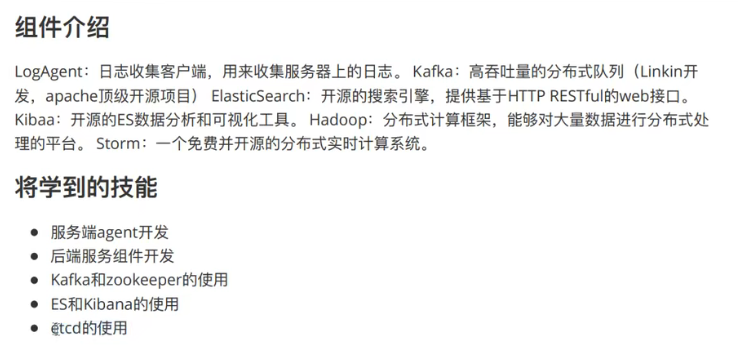 组件介绍
LogAgent：日志收集客户端，用来收集服务器上的日志。 Kafka：高吞吐量的分布式队列（Linkin开
发，apache顶级开源项目） ElasticSearch：开源的搜索引擎，提供基于HTTP RESTful的web接口。
Kibaa：开源的ES数据分析和可视化工具。 Hadoop：分布式计算框架，能够对大量数据进行分布式处
理的平台。 Storm：一个免费并开源的分布式实时计算系统。
将学到的技能
服务端agent开发
后端服务组件开发
Kafka和zookeeper的使用
ES和Kibana的使用
etcd的使用